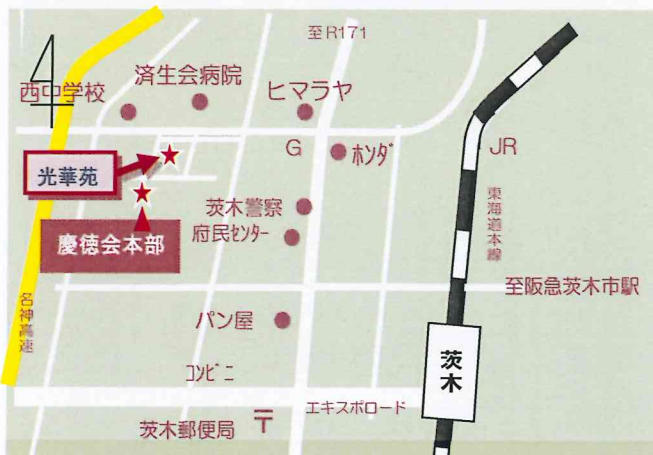 至R171
西中学校
済生会病院
ヒマラヤ
G
ホンダ
JR
光華苑
東海道本線
茨木警察
府民センター
慶徳会本部
至阪急茨木市駅
名神高速
パン屋
茨木
コンビニ
エキスポロード
茨木郵便局
〒